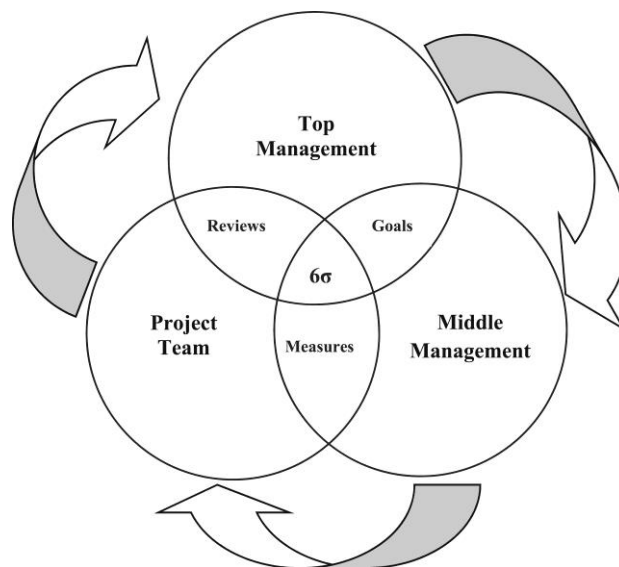 Top
Management
Reviews
Goals
6σ
Project
Team
Middle
Management
Measures